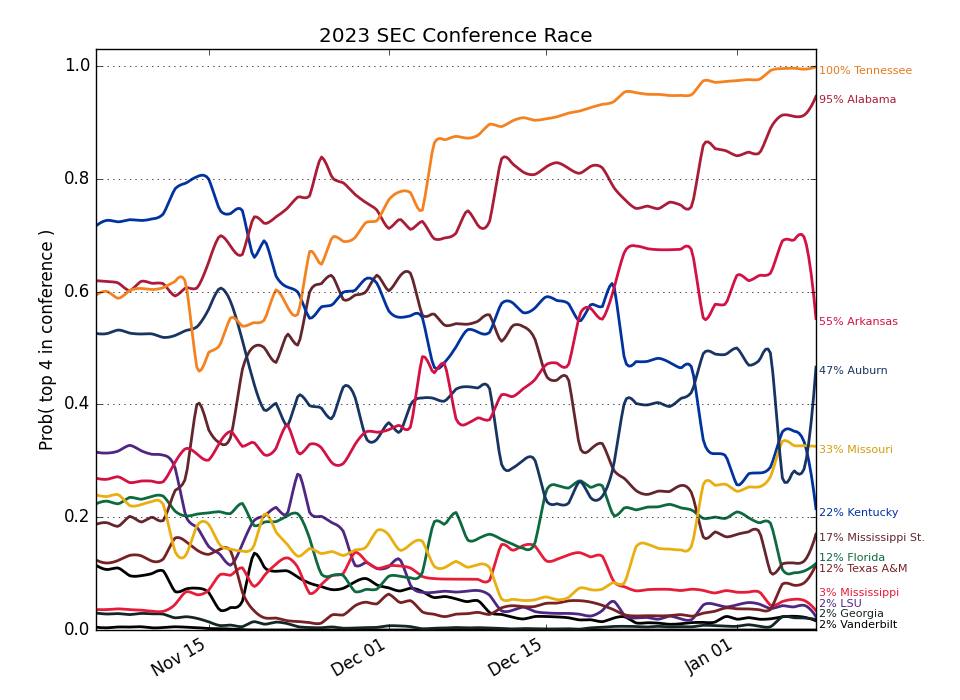 2023 SEC Conference Race
Prob( top 4 in conference )
1.0
0.8
0.6
0.4
0.2
0.0
Nov 15
Dec 01
Dec 15
Jan 01
100% Tennessee
95% Alabama
55% Arkansas
47% Auburn
33% Missouri
22% Kentucky
17% Mississippi St.
12% Florida
12% Texas A&M
3% Mississippi
2% LSU
2% Georgia
2% Vanderbilt